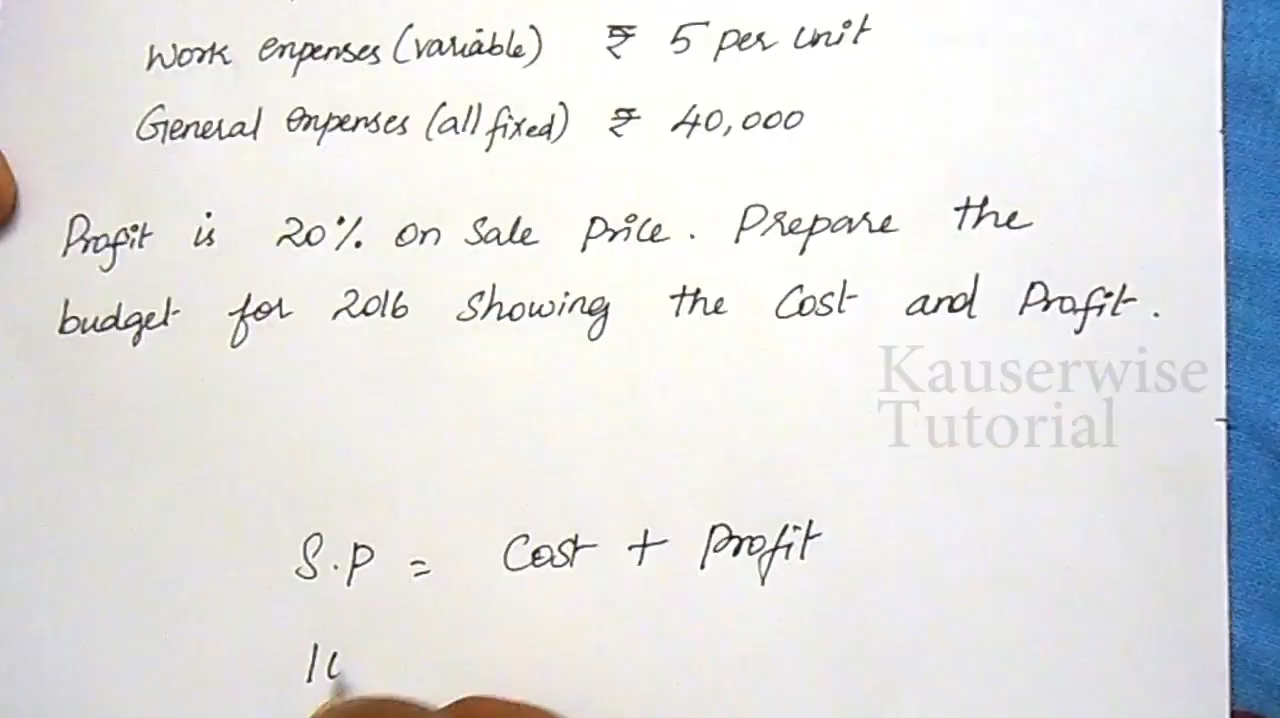 Work expenses (variable) ₹ 5 per unit
General expenses (all fixed) ₹ 40,000
Profit is 20% on Sale Price. Prepare the
budget for 2016 Showing the Cost and Profit.
Kauserwise
Tutorial
S.P = Cost + Profit
10